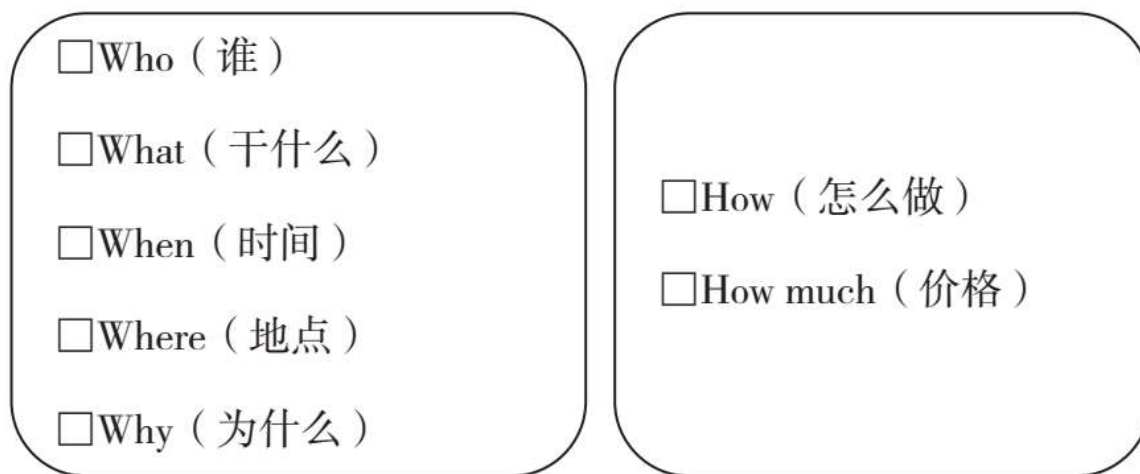 □Who（谁）
□What（干什么）
□When（时间）
□Where（地点）
□Why（为什么）
□How（怎么做）
□How much（价格）